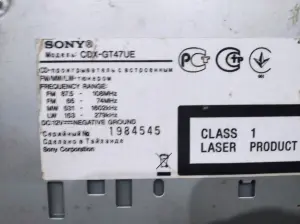 SONY
Модель CDX-GT47UE
CD-проигрыватель с встроенным
FM/MW/LW-тюнером
FREQUENCY RANGE:
FM 87.5 - 108MHz
FM 65 - 74MHz
MW 531 - 1602kHz
LW 153 - 279kHz
DC 12V NEGATIVE GROUND
Серийный № 1984545
Сделано в Тайланде
Sony Corporation
CLASS 1
LASER PRODUCT